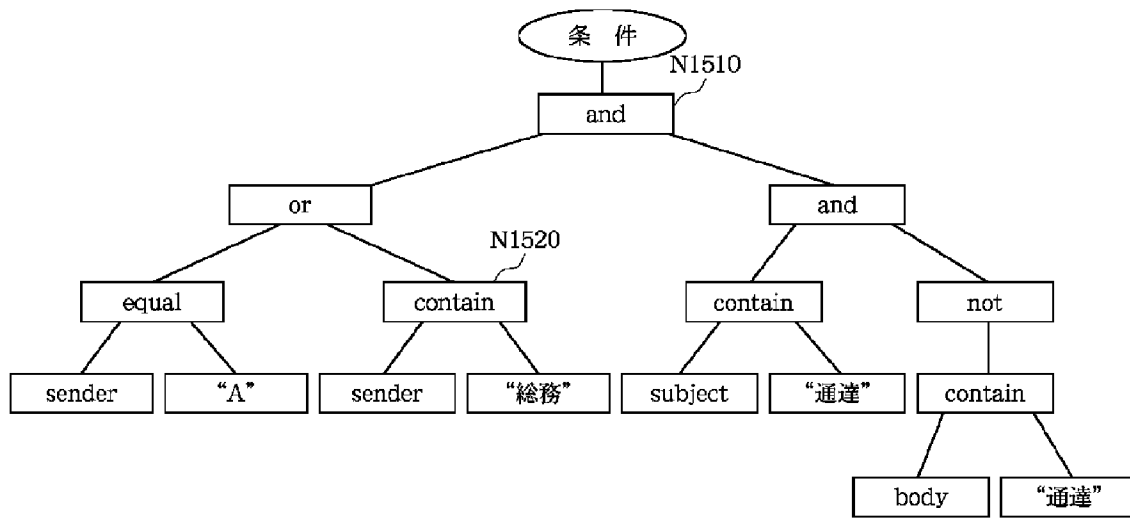 条 件
N1510
and
or
and
N1520
equal
contain
contain
not
sender
“A”
sender
“総務”
subject
“通達”
contain
body
“通達”